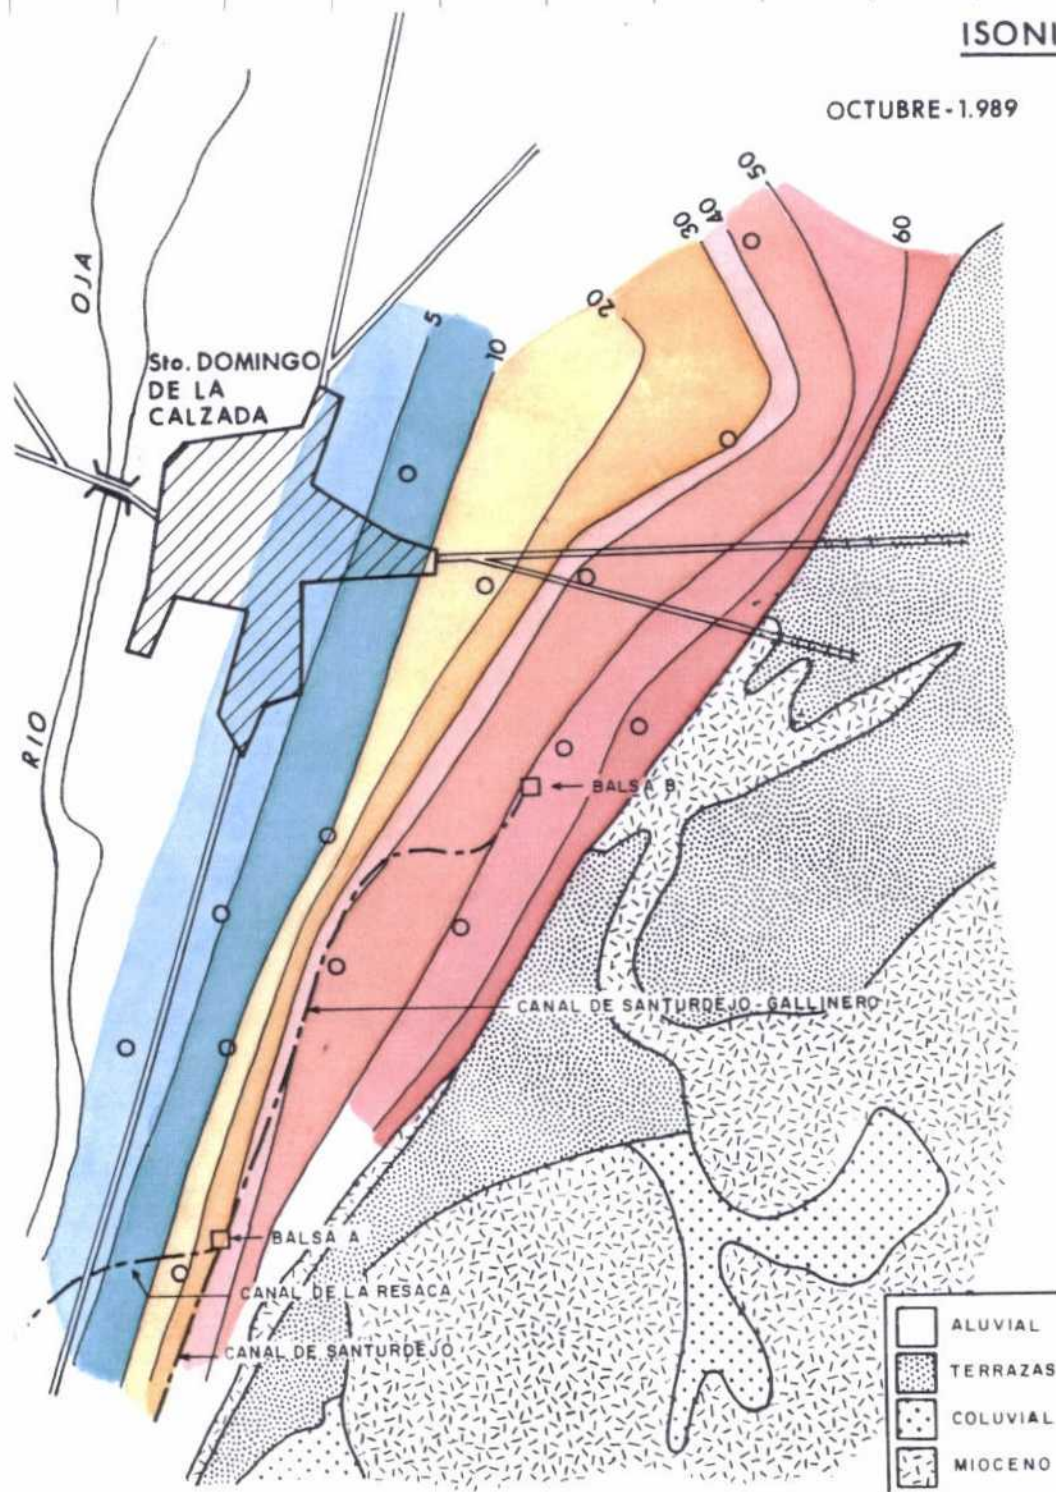 ISONI
OCTUBRE-1.989
50
40
30
60
20
OJA
5
10
Sto. DOMINGO
DE LA
CALZADA
RIO
BALSA B
CANAL DE SANTURDEJO-GALLINERO
BALSA A
CANAL DE LA RESACA
CANAL DE SANTURDEJO
ALUVIAL
TERRAZAS
COLUVIAL
MIOCENO